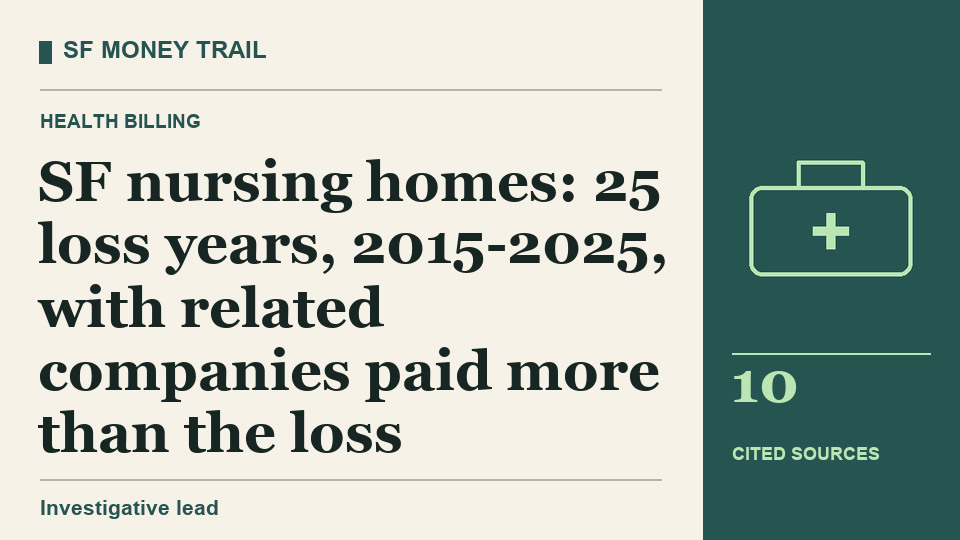 SF MONEY TRAIL
HEALTH BILLING
SF nursing homes: 25
loss years, 2015-2025,
with related
companies paid more
than the loss
Investigative lead
10
CITED SOURCES